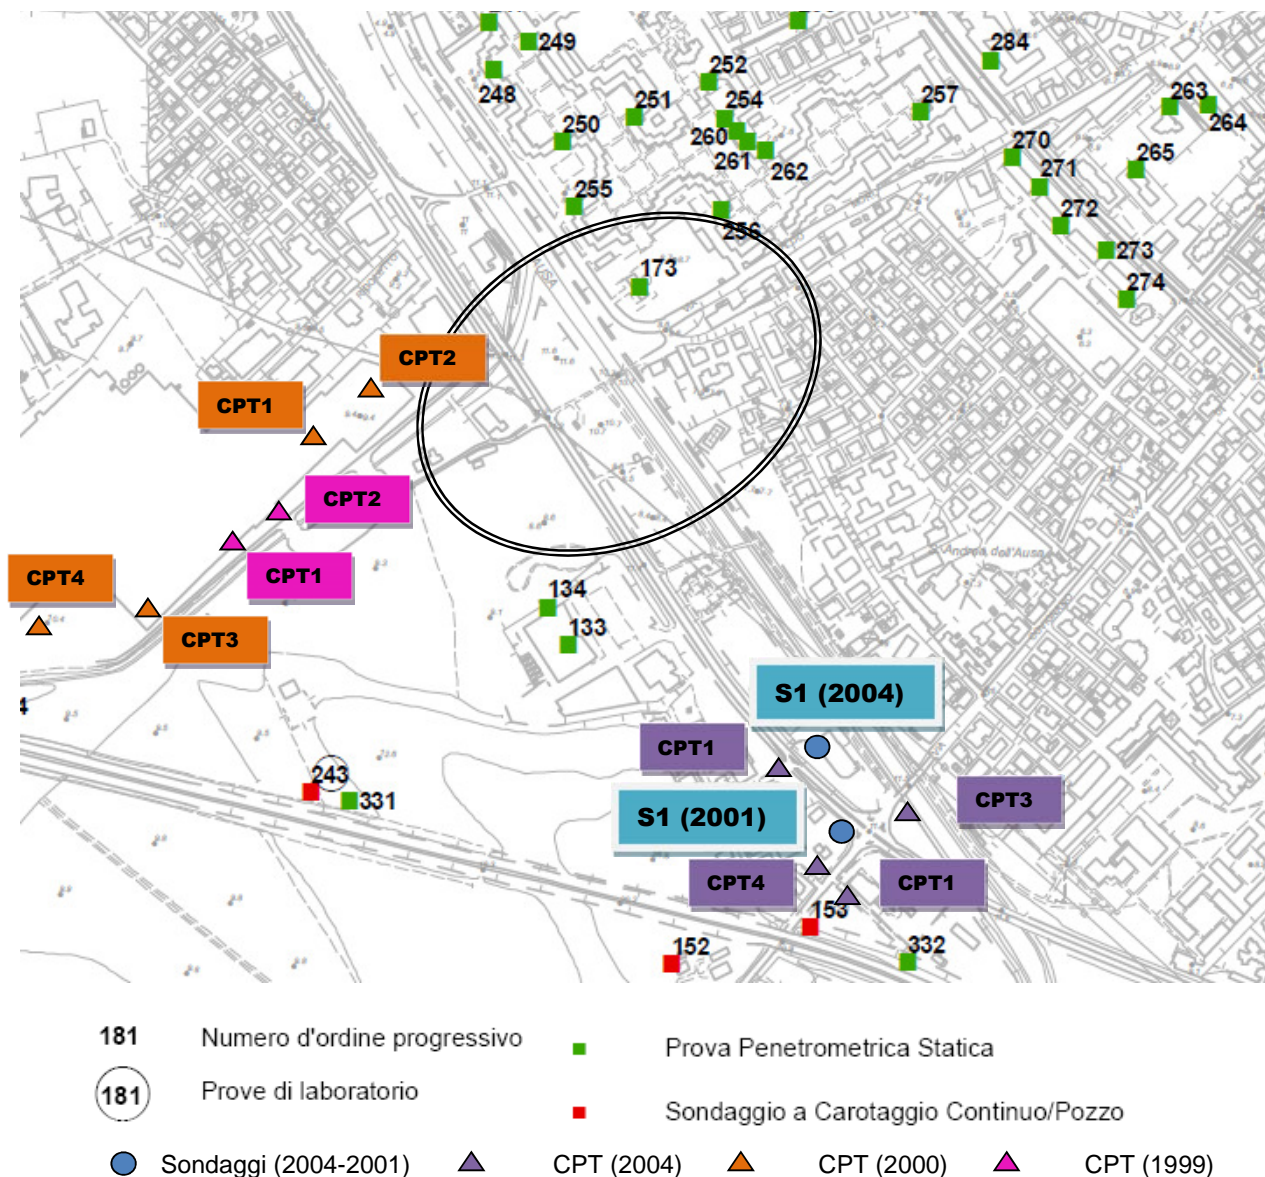 249
248
252
284
251
254
257
263
264
250
260
261
262
270
265
271
255
272
256
273
173
274
CPT2
CPT1
CPT2
CPT1
CPT4
CPT3
S. Andrea dell'Ausa
134
133
S1 (2004)
CPT1
243
331
CPT3
S1 (2001)
CPT4
CPT1
153
152
332
181 Numero d'ordine progressivo
Prova Penetrometrica Statica
181 Prove di laboratorio
Sondaggio a Carotaggio Continuo/Pozzo
Sondaggi (2004-2001) CPT (2004) CPT (2000) CPT (1999)